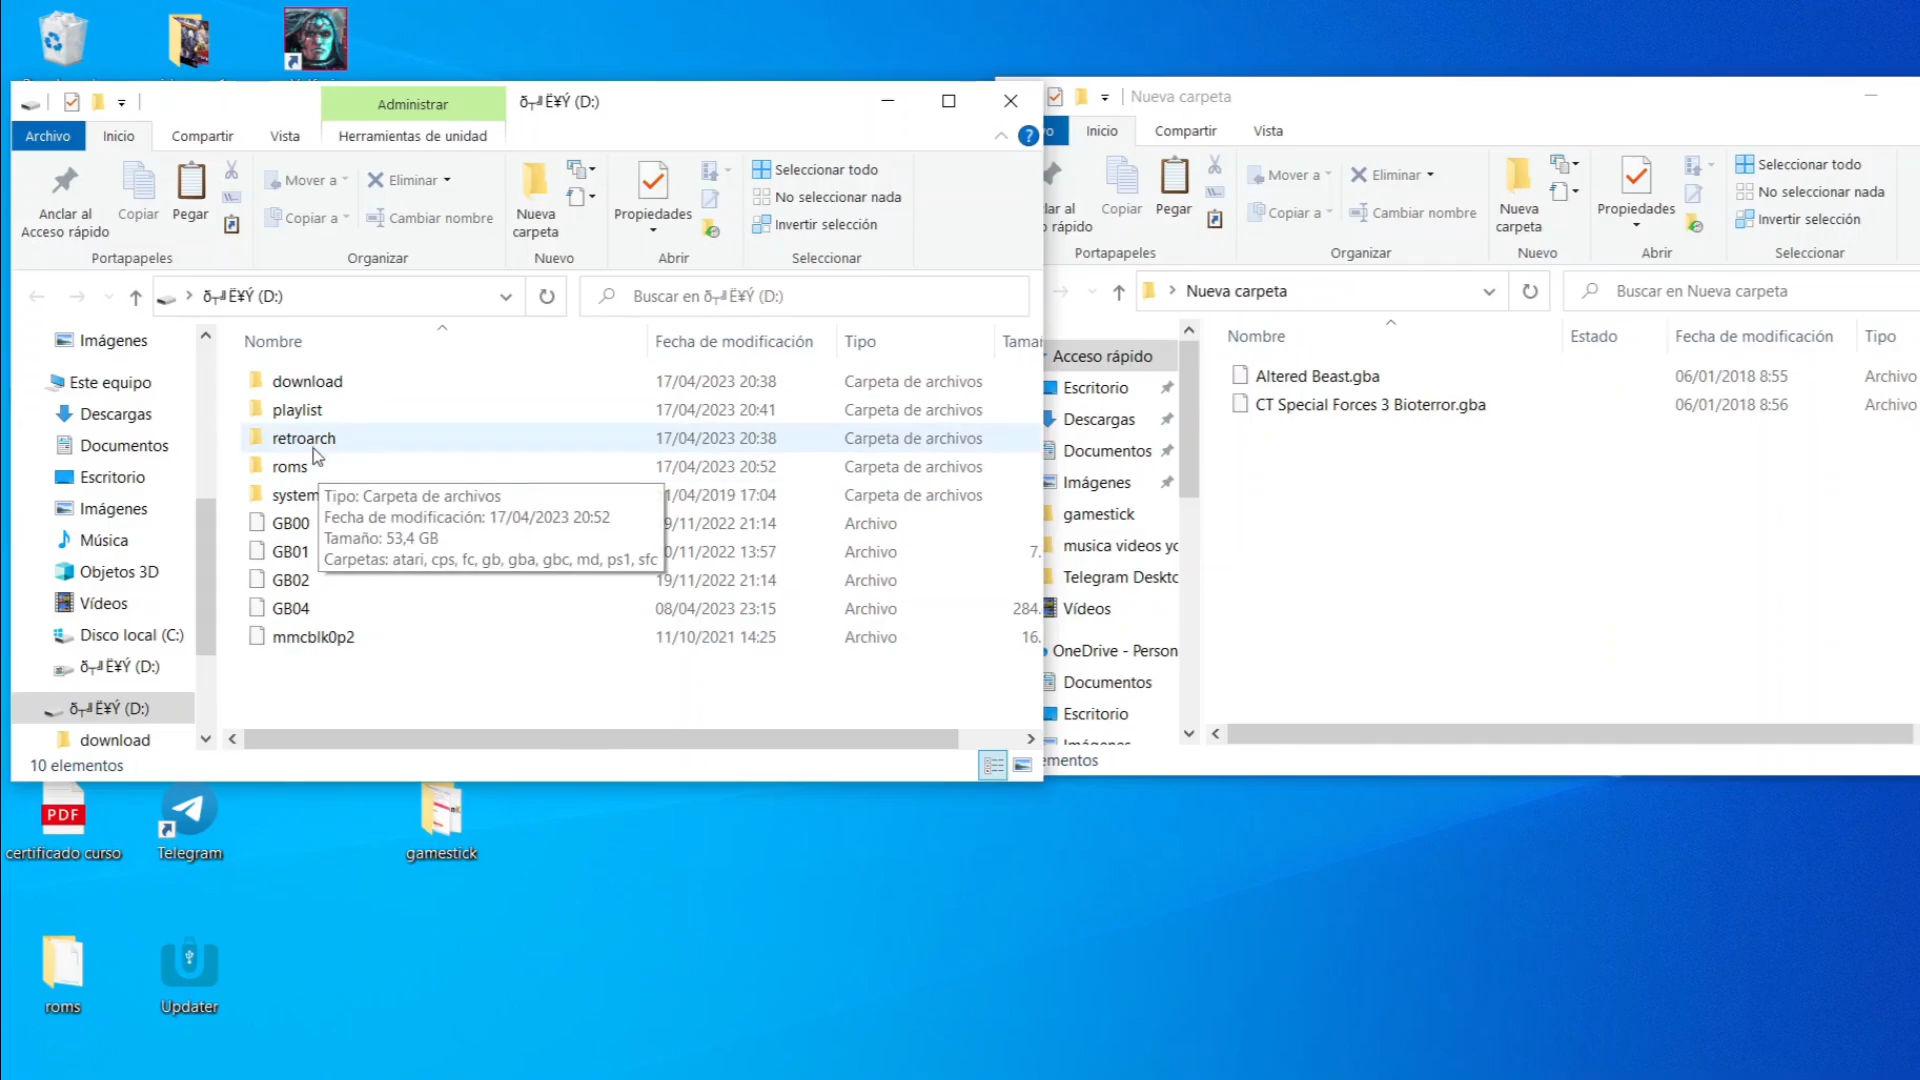 Administrar
ð┬╝Ë¥Ý (D:)
Archivo
Inicio
Compartir
Vista
Herramientas de unidad
Anclar al
Acceso rápido
Copiar
Pegar
Portapapeles
Mover a
Copiar a
Eliminar
Cambiar nombre
Organizar
Nueva
carpeta
Nuevo
Propiedades
Abrir
Seleccionar todo
No seleccionar nada
Invertir selección
Seleccionar
ð┬╝Ë¥Ý (D:)
Buscar en ð┬╝Ë¥Ý (D:)
Imágenes
Este equipo
Descargas
Documentos
Escritorio
Imágenes
Música
Objetos 3D
Vídeos
Disco local (C:)
ð┬╝Ë¥Ý (D:)
ð┬╝Ë¥Ý (D:)
download
Nombre Fecha de modificación Tipo Tamar
download 17/04/2023 20:38 Carpeta de archivos
playlist 17/04/2023 20:41 Carpeta de archivos
retroarch 17/04/2023 20:38 Carpeta de archivos
roms 17/04/2023 20:52 Carpeta de archivos
system 1/04/2019 17:04 Carpeta de archivos
GB00 9/11/2022 21:14 Archivo
GB01 0/11/2022 13:57 Archivo 7.
GB02 19/11/2022 21:14 Archivo
GB04 08/04/2023 23:15 Archivo 284.
mmcblk0p2 11/10/2021 14:25 Archivo 16.
Tipo: Carpeta de archivos
Fecha de modificación: 17/04/2023 20:52
Tamaño: 53,4 GB
Carpetas: atari, cps, fc, gb, gba, gbc, md, ps1, sfc
10 elementos
Nueva carpeta
o
Inicio
Compartir
Vista
lar al
rápido
Copiar
Pegar
Portapapeles
Mover a
Copiar a
Eliminar
Cambiar nombre
Organizar
Nueva
carpeta
Nuevo
Propiedades
Abrir
Seleccionar todo
No seleccionar nada
Invertir selección
Seleccionar
Nueva carpeta
Buscar en Nueva carpeta
Acceso rápido
Escritorio
Descargas
Documentos
Imágenes
gamestick
musica videos yc
Telegram Deskto
Vídeos
OneDrive - Person
Documentos
Escritorio
Imágenes
Nombre Estado Fecha de modificación Tipo
Altered Beast.gba 06/01/2018 8:55 Archivo
CT Special Forces 3 Bioterror.gba 06/01/2018 8:56 Archivo
ementos
PDF
certificado curso
Telegram
gamestick
roms
Updater